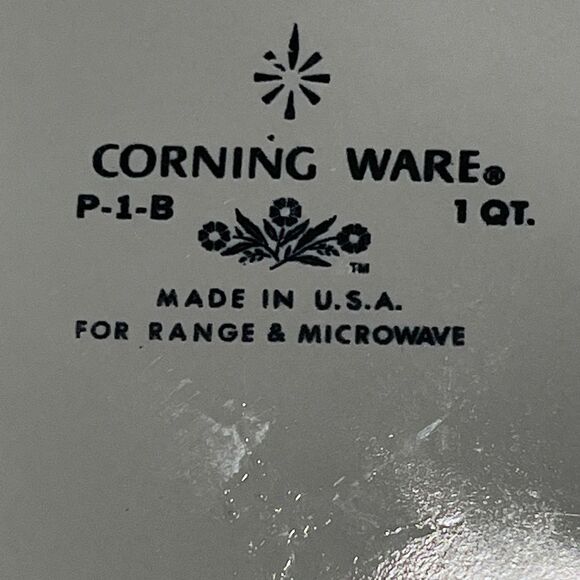 CORNING WARE®
P-1-B 1 QT.
TM
MADE IN U.S.A.
FOR RANGE & MICROWAVE